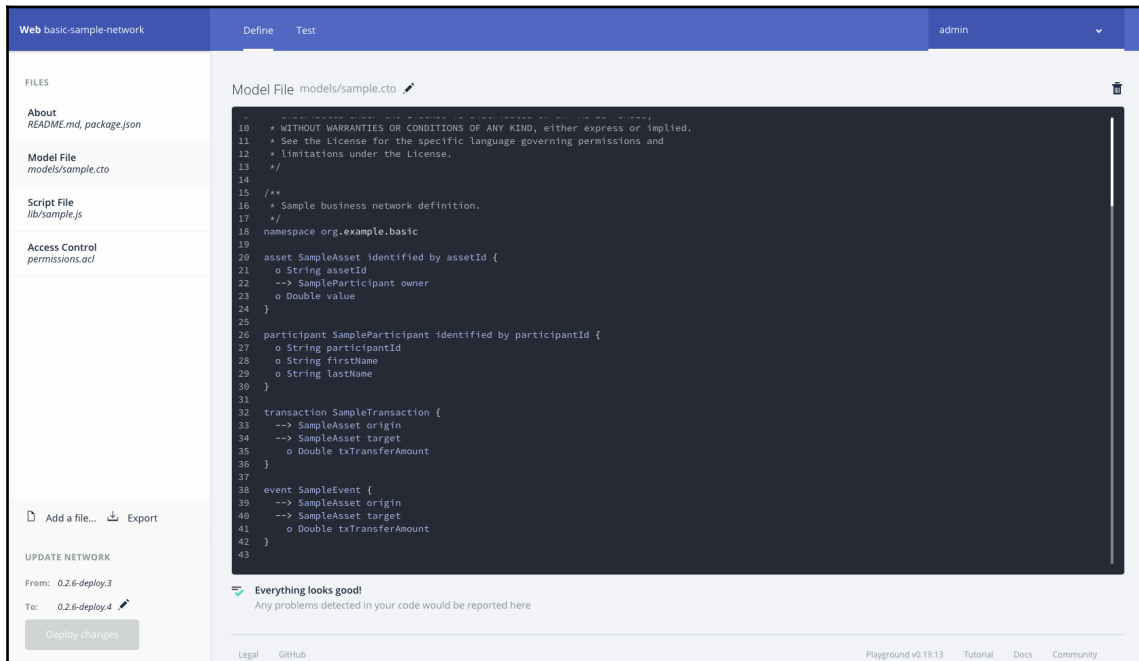 Web basic-sample-network
Define Test
admin
FILES
About
README.md, package.json
Model File
models/sample.cto
Script File
lib/sample.js
Access Control
permissions.acl
Add a file... Export
UPDATE NETWORK
From: 0.2.6-deploy.3
To: 0.2.6-deploy.4
Deploy changes
Model File models/sample.cto
10 * WITHOUT WARRANTIES OR CONDITIONS OF ANY KIND, either express or implied.
11 * See the License for the specific language governing permissions and
12 * limitations under the License.
13 */
14
15 /**
16 * Sample business network definition.
17 */
18 namespace org.example.basic
19
20 asset SampleAsset identified by assetId {
21 o String assetId
22 --> SampleParticipant owner
23 o Double value
24 }
25
26 participant SampleParticipant identified by participantId {
27 o String participantId
28 o String firstName
29 o String lastName
30 }
31
32 transaction SampleTransaction {
33 --> SampleAsset origin
34 --> SampleAsset target
35 o Double txTransferAmount
36 }
37
38 event SampleEvent {
39 --> SampleAsset origin
40 --> SampleAsset target
41 o Double txTransferAmount
42 }
43
Everything looks good!
Any problems detected in your code would be reported here
Legal GitHub
Playground v0.19.13 Tutorial Docs Community